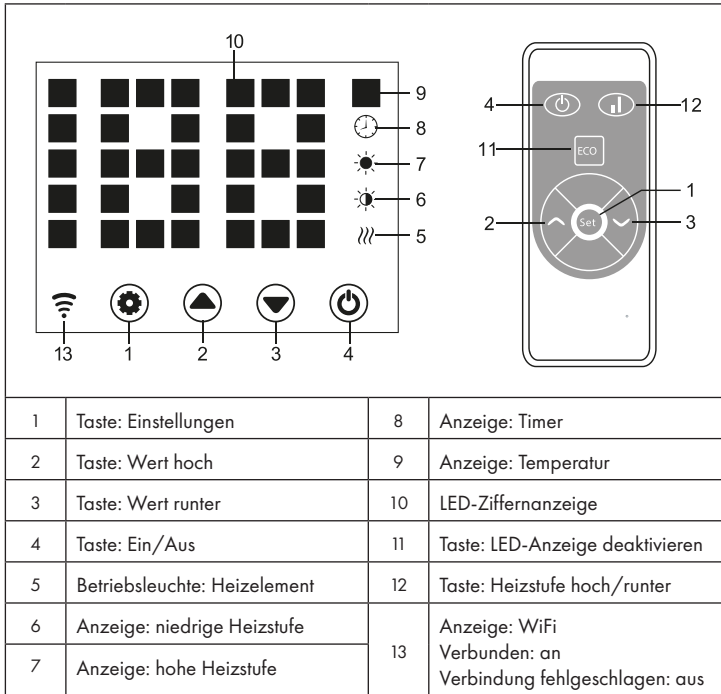 10
9
8
7
6
5
13
1
2
3
4
4
12
11
ECO
1
2
Set
3
1 Taste: Einstellungen
8 Anzeige: Timer
2 Taste: Wert hoch
9 Anzeige: Temperatur
3 Taste: Wert runter
10 LED-Ziffernanzeige
4 Taste: Ein/Aus
11 Taste: LED-Anzeige deaktivieren
5 Betriebsleuchte: Heizelement
12 Taste: Heizstufe hoch/runter
6 Anzeige: niedrige Heizstufe
7 Anzeige: hohe Heizstufe
13 Anzeige: WiFi
Verbunden: an
Verbindung fehlgeschlagen: aus